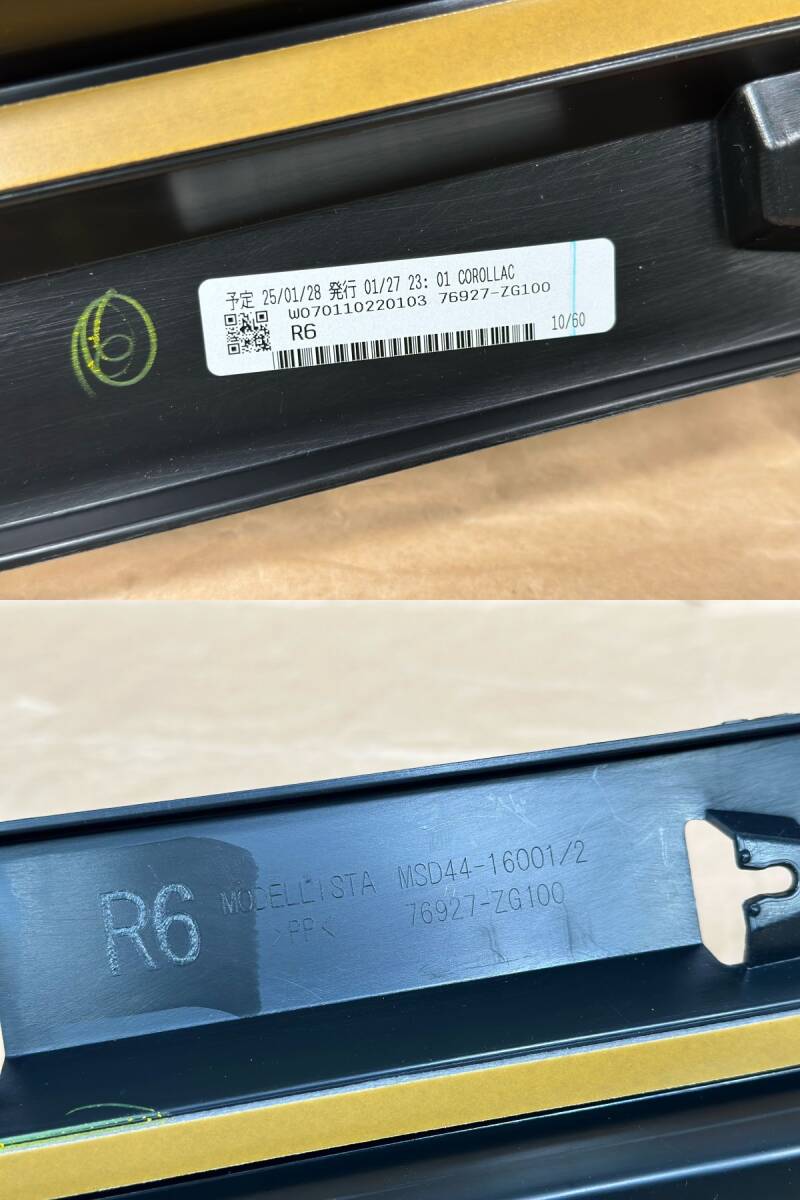 予定 25/01/28 発行 01/27 23: 01 COROLLAC
W070110220103 76927-ZG100
R6
10/60
R6
MODELLISTA MSD44-16001/2
>PP< 76927-ZG100